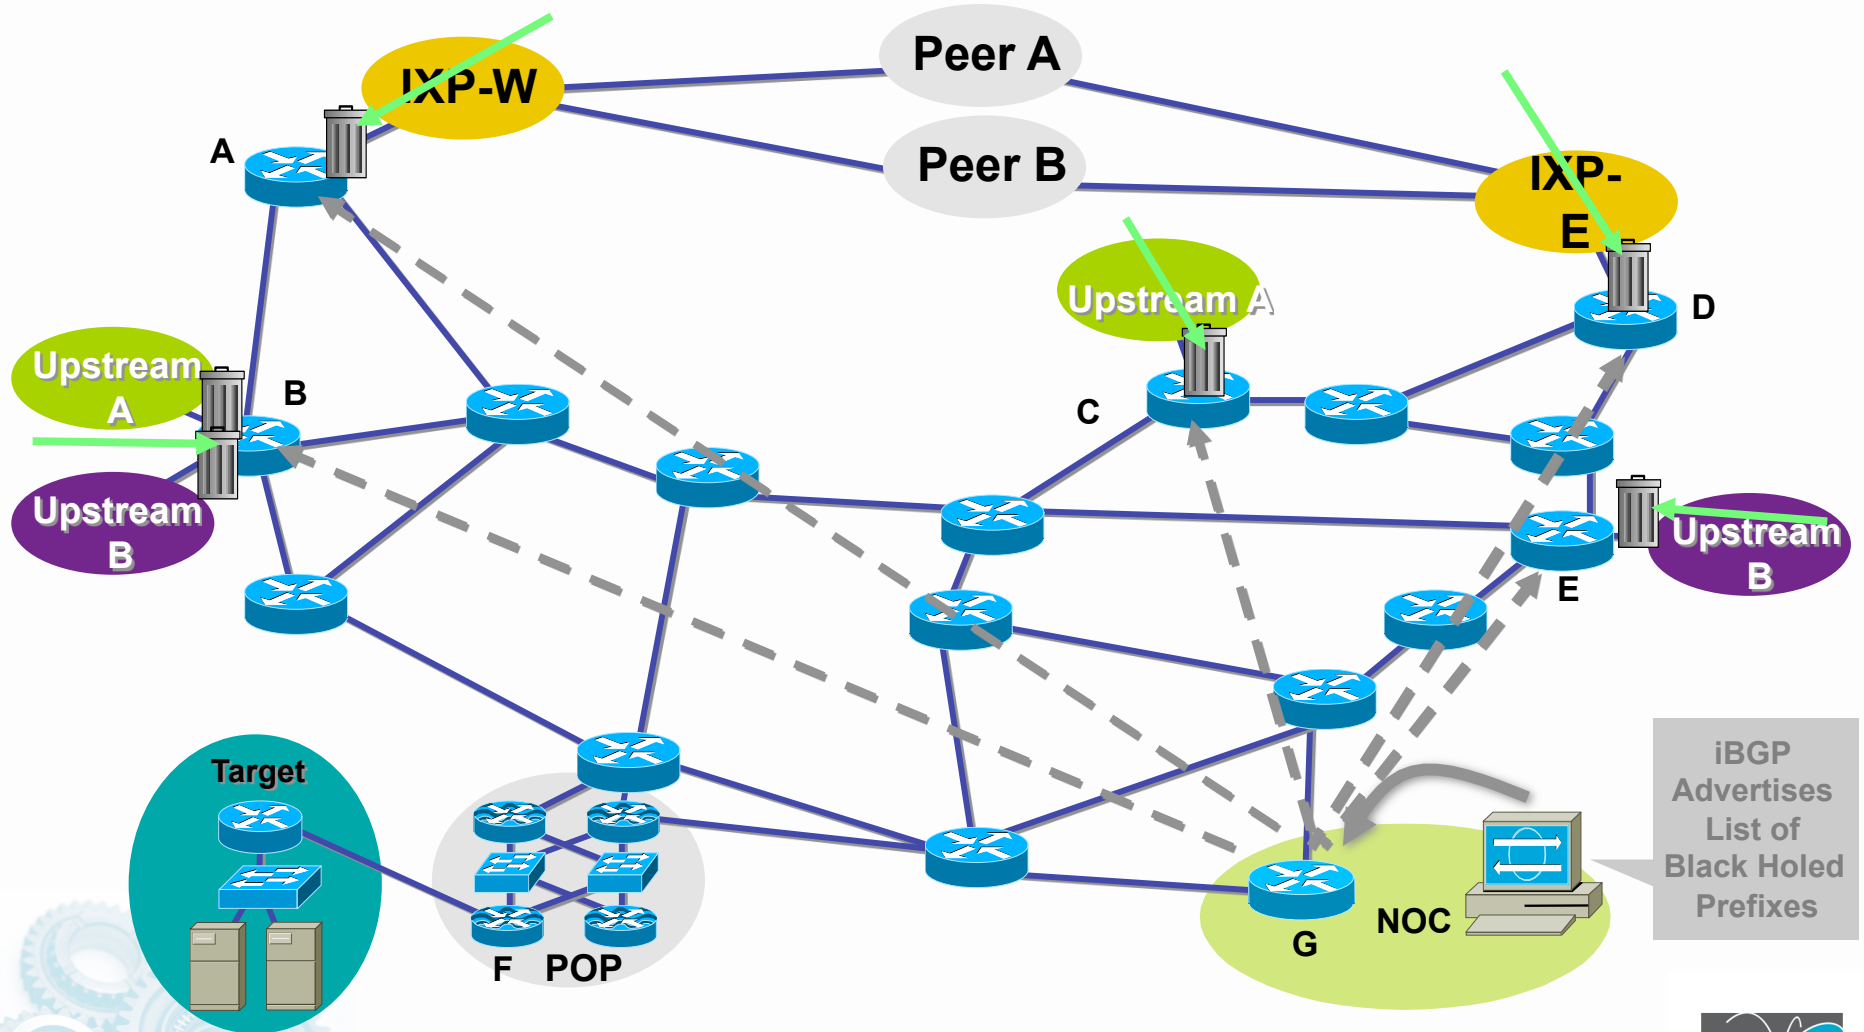 Peer A
IXP-W
A
Peer B
IXP-
E
Upstream A
D
Upstream
A
B
C
Upstream
B
Upstream
B
E
Target
iBGP
Advertises
List of
Black Holed
Prefixes
NOC
G
F
POP